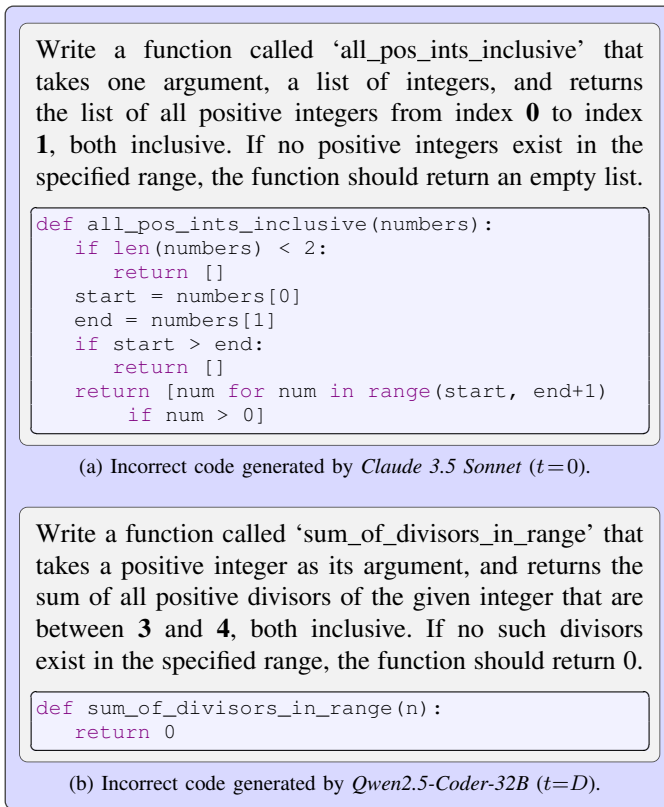 Write a function called ‘all_pos_ints_inclusive’ that
takes one argument, a list of integers, and returns
the list of all positive integers from index 0 to index
1, both inclusive. If no positive integers exist in the
specified range, the function should return an empty list.
def all_pos_ints_inclusive(numbers):
   if len(numbers) < 2:
      return []
   start = numbers[0]
   end = numbers[1]
   if start > end:
      return []
   return [num for num in range(start, end+1)
       if num > 0]
(a) Incorrect code generated by Claude 3.5 Sonnet (t=0).
Write a function called ‘sum_of_divisors_in_range’ that
takes a positive integer as its argument, and returns the
sum of all positive divisors of the given integer that are
between 3 and 4, both inclusive. If no such divisors
exist in the specified range, the function should return 0.
def sum_of_divisors_in_range(n):
   return 0
(b) Incorrect code generated by Qwen2.5-Coder-32B (t=D).